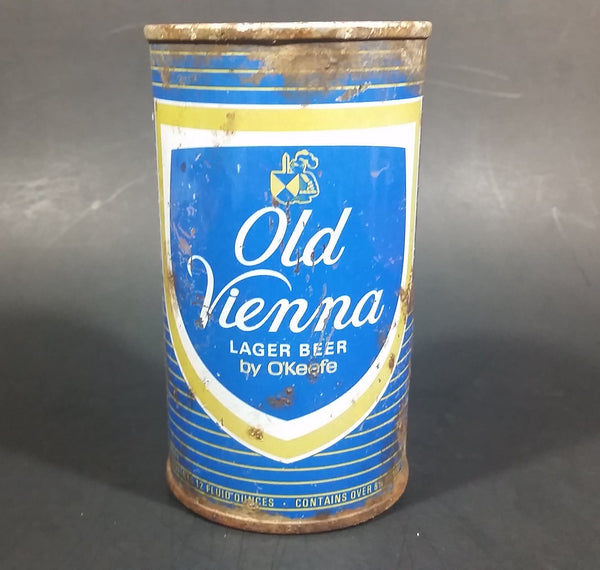 Old
Vienna
LAGER BEER
by O'Keefe
12 FLUID OUNCES · CONTAINS OVER